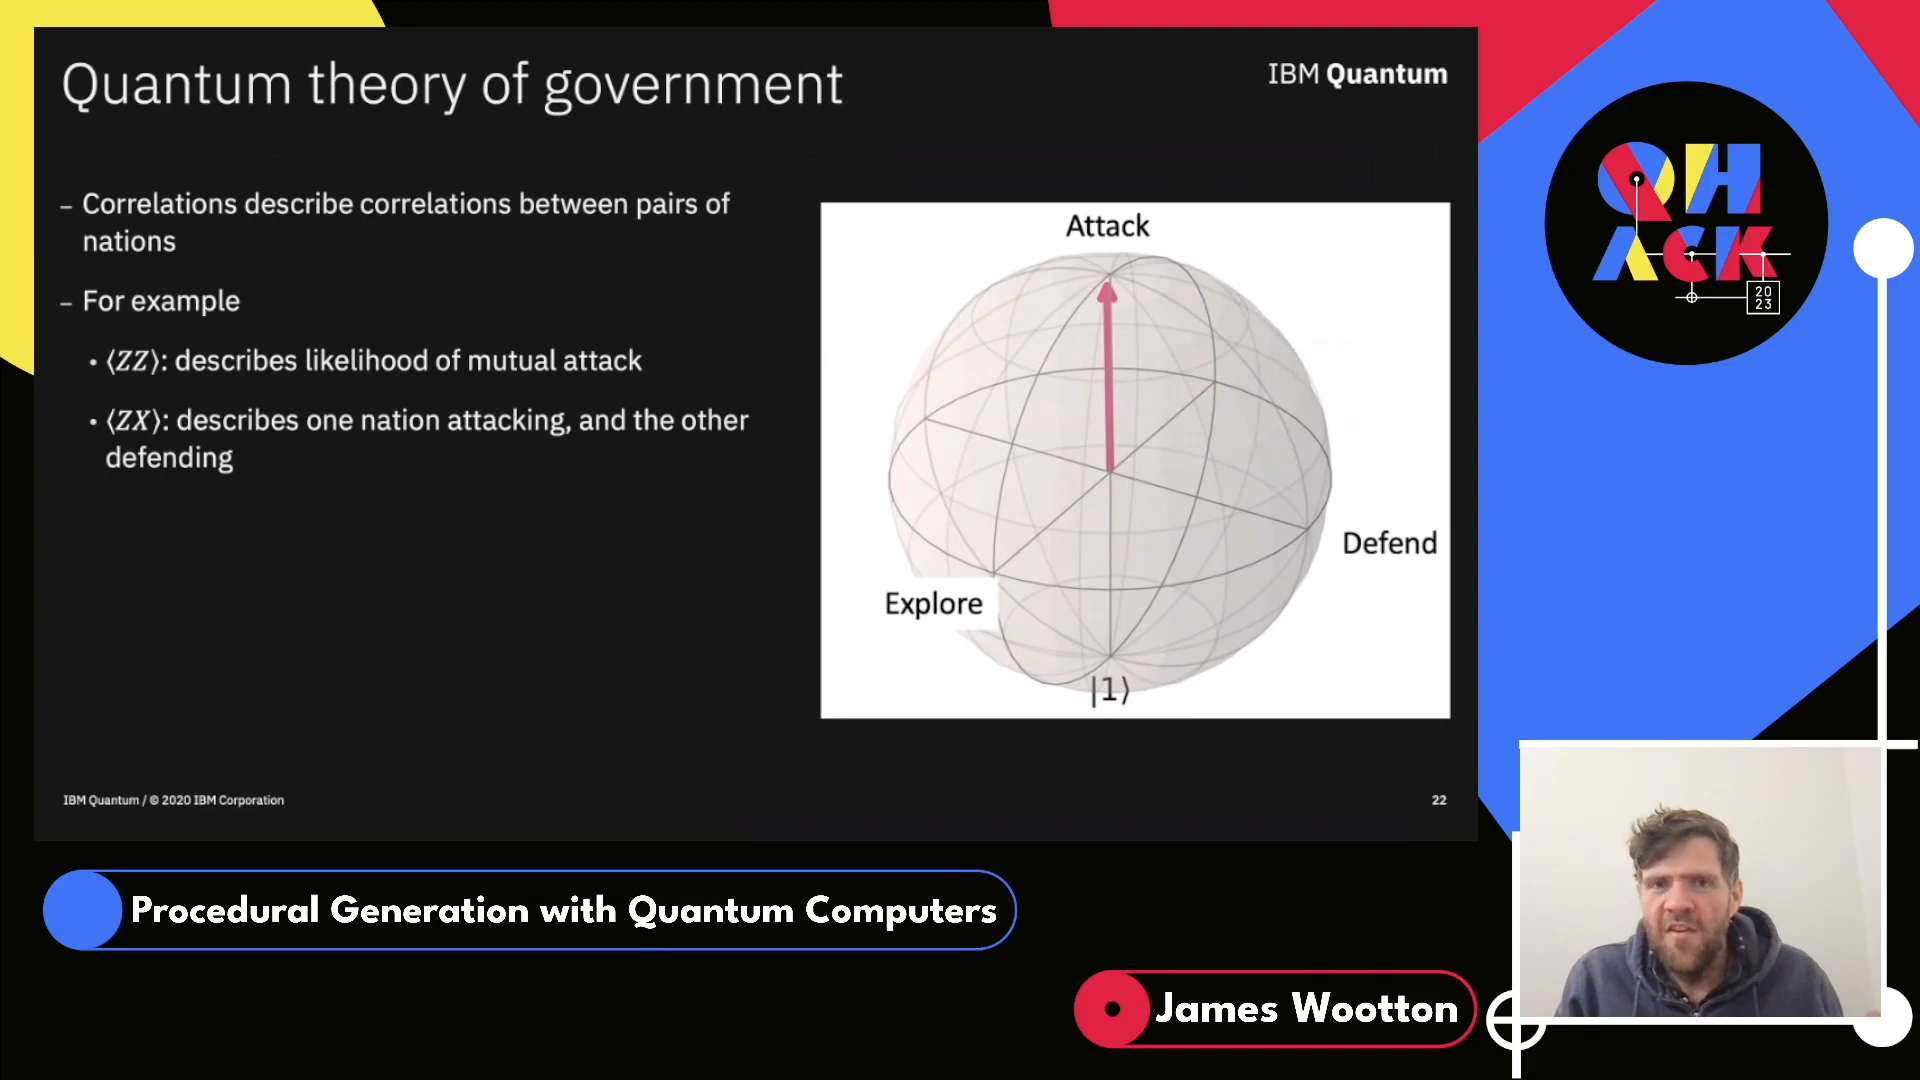 Quantum theory of government
IBM Quantum
– Correlations describe correlations between pairs of
nations
– For example
• ⟨ZZ⟩: describes likelihood of mutual attack
• ⟨ZX⟩: describes one nation attacking, and the other
defending
Attack
Defend
Explore
|1⟩
IBM Quantum / © 2020 IBM Corporation
22
QH
ACK
20
23
Procedural Generation with Quantum Computers
James Wootton